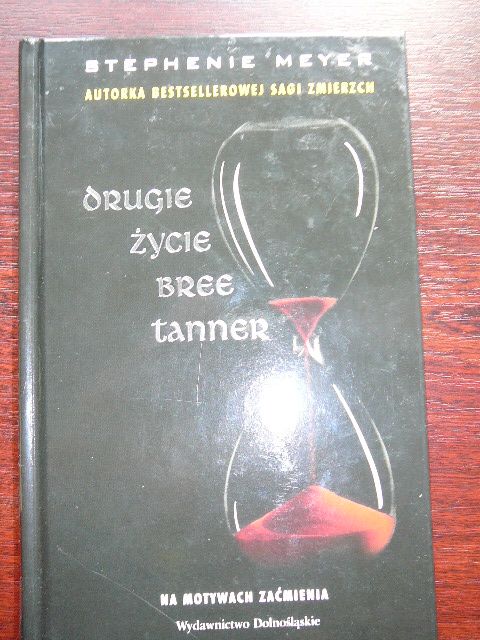 STEPHENIE MEYER
AUTORKA BESTSELLEROWEJ SAGI ZMIERZCH
DRUGIE
ŻYCIE
BREE
TANNER
NA MOTYWACH ZAĆMIENIA
Wydawnictwo Dolnośląskie